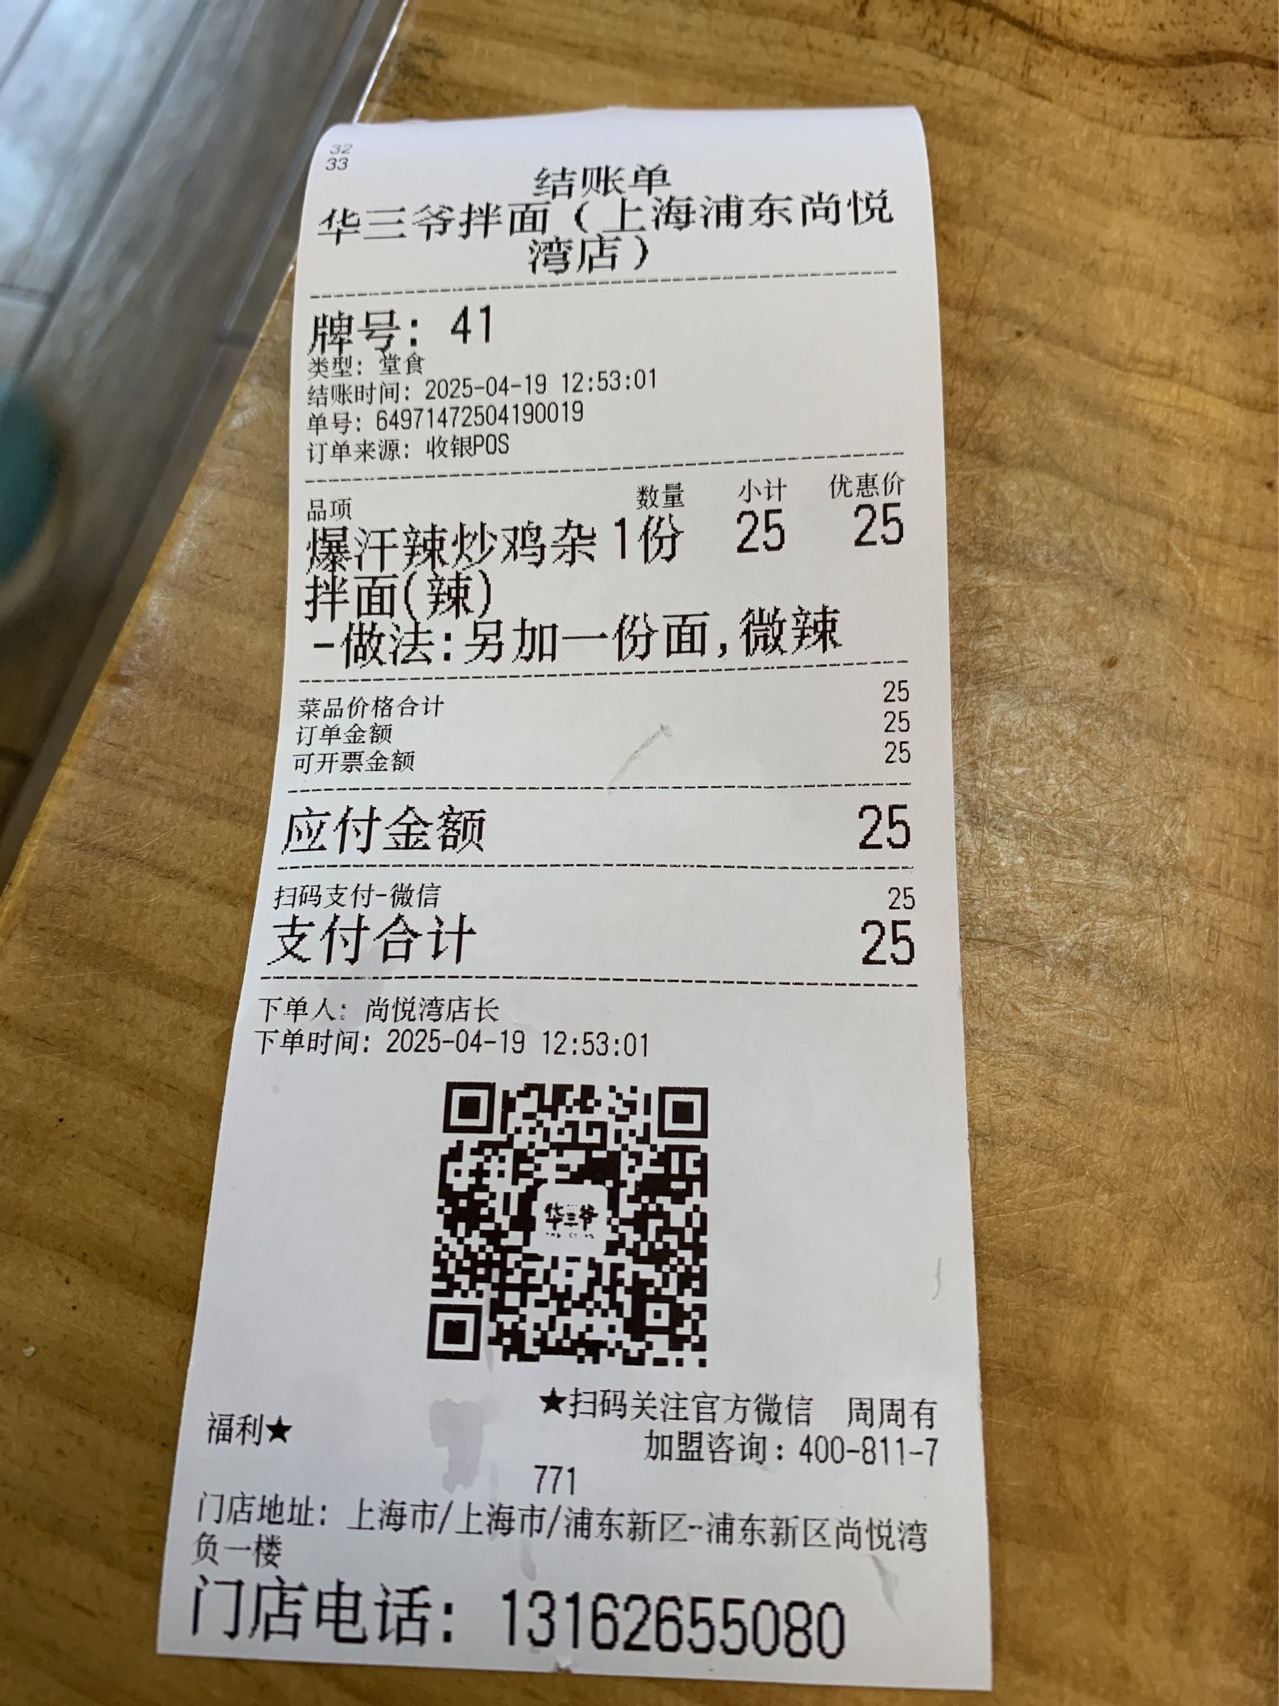 32
33
结账单
华三爷拌面（上海浦东尚悦
湾店）
牌号: 41
类型: 堂食
结账时间: 2025-04-19 12:53:01
单号: 64971472504190019
订单来源: 收银POS
品项 数量 小计 优惠价
爆汗辣炒鸡杂 1份 25 25
拌面(辣)
-做法:另加一份面,微辣
菜品价格合计 25
订单金额 25
可开票金额 25
应付金额 25
扫码支付-微信 25
支付合计 25
下单人: 尚悦湾店长
下单时间: 2025-04-19 12:53:01
华三爷
★扫码关注官方微信 周周有
福利★
加盟咨询：400-811-7
771
门店地址: 上海市/上海市/浦东新区-浦东新区尚悦湾
负一楼
门店电话: 13162655080